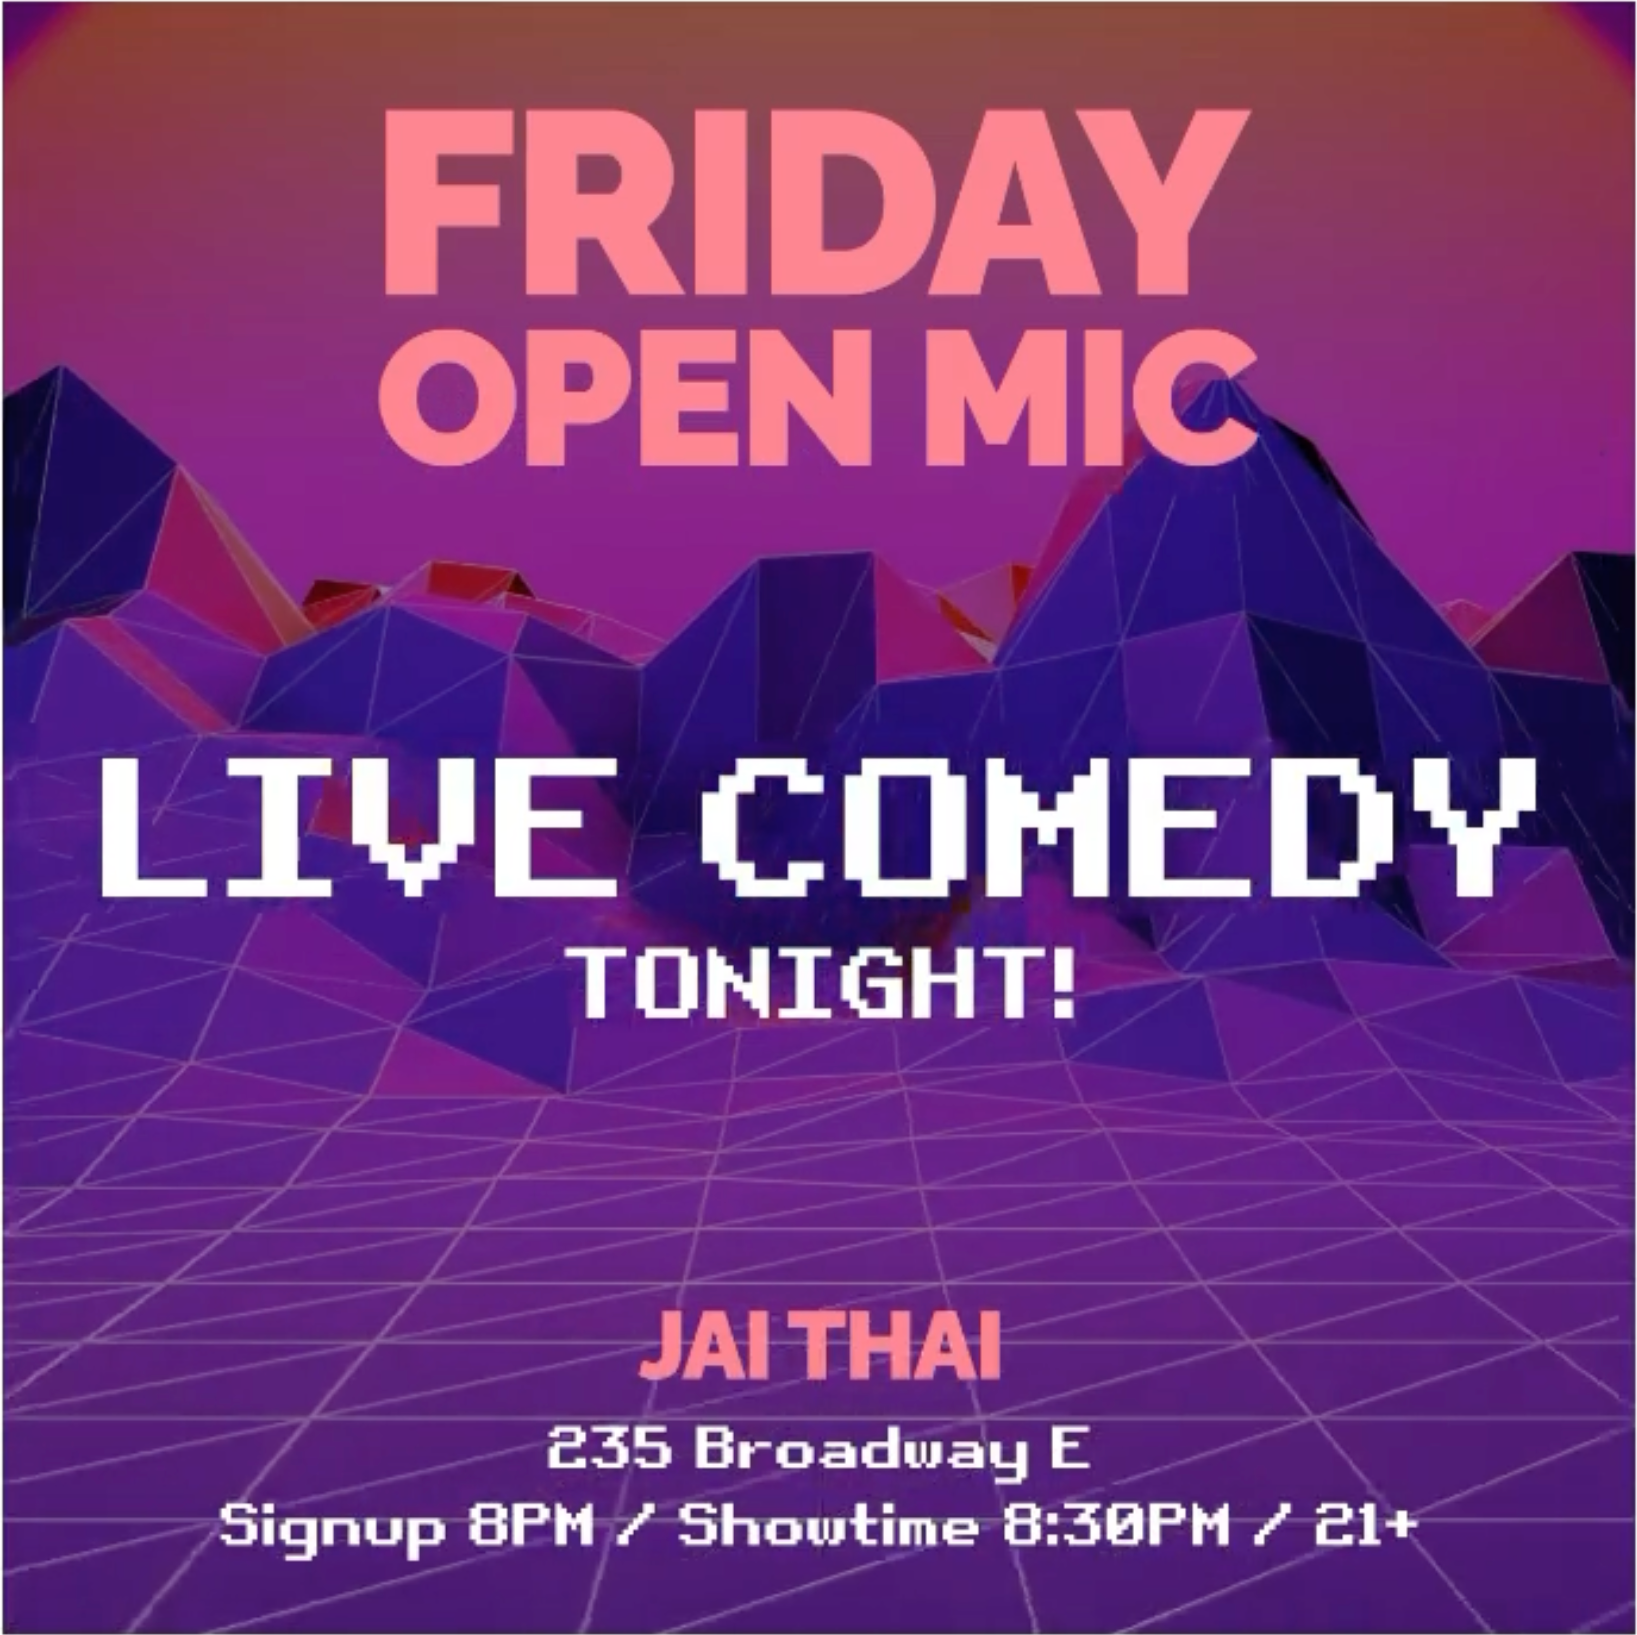 FRIDAY
OPEN MIC
LIVE COMEDY
TONIGHT!
JAI THAI
235 Broadway E
Signup 8PM / Showtime 8:30PM / 21+